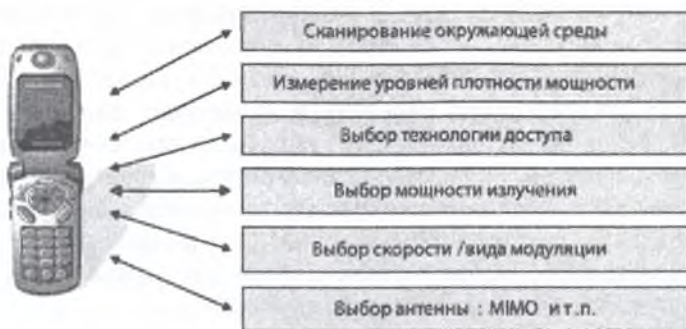 Сканирование окружающей среды
Измерение уровней плотности мощности
Выбор технологии доступа
Выбор мощности излучения
Выбор скорости /вида модуляции
Выбор антенны : MIMO и т.п.